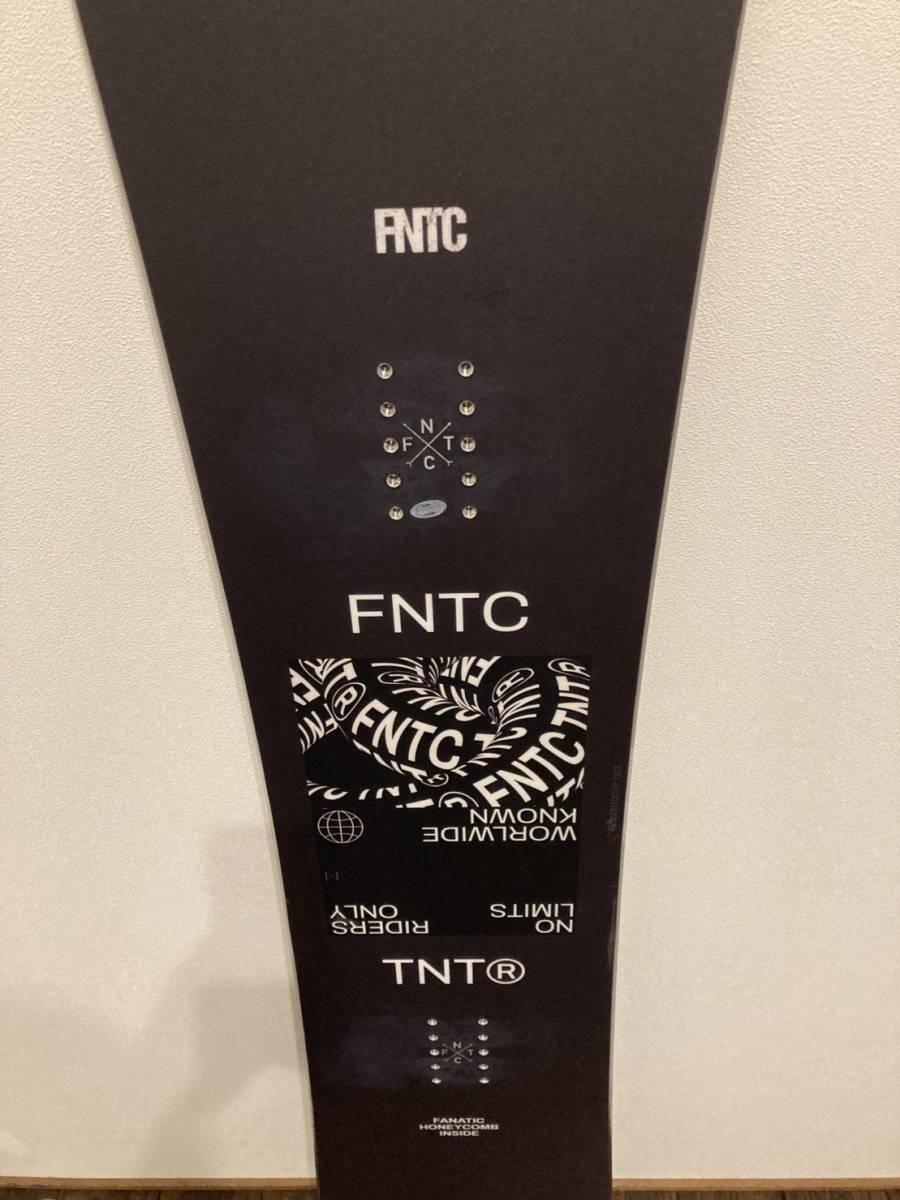 FNTC
N
F T
C
FNTC
FNTC
FNTC TNT
WORLWIDE
KNOWN
NO
LIMITS
RIDERS
ONLY
TNT®
N
F T
C
FANATIC
HONEYCOMB
INSIDE